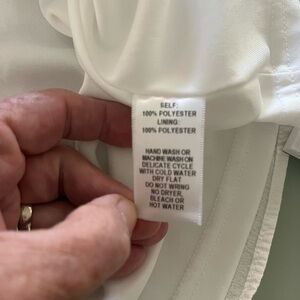 SELF:
100% POLYESTER
LINING:
100% POLYESTER
HAND WASH OR
MACHINE WASH ON
DELICATE CYCLE
WITH COLD WATER
DRY FLAT
DO NOT WRING
NO DRYER,
BLEACH OR
HOT WATER